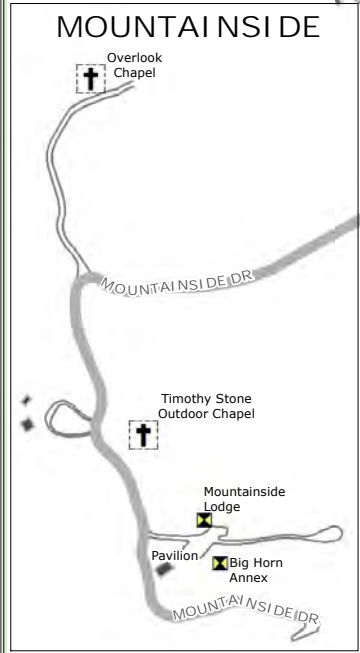 MOUNTAINSIDE
Overlook
Chapel
MOUNTAINSIDE DR
Timothy Stone
Outdoor Chapel
Mountainside
Lodge
Pavilion
Big Horn
Annex
MOUNTAINSIDE DR